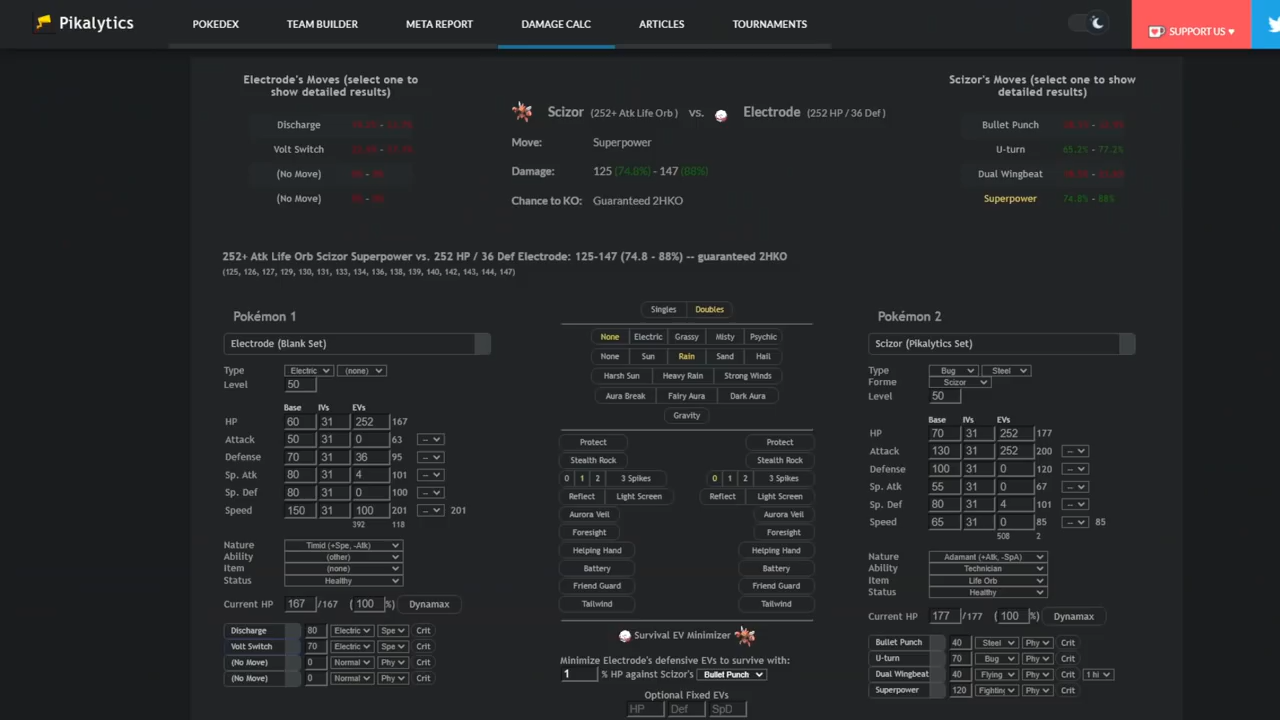 Pikalytics
POKEDEX TEAM BUILDER META REPORT DAMAGE CALC ARTICLES TOURNAMENTS SUPPORT US ♥
Electrode's Moves (select one to
show detailed results)
Discharge
Volt Switch
(No Move)
(No Move)
Scizor (252+ Atk Life Orb ) VS. Electrode (252 HP / 36 Def )
Move: Superpower
Damage: 125 (74.8%) - 147 (88%)
Chance to KO: Guaranteed 2HKO
Scizor's Moves (select one to
show detailed results)
Bullet Punch
U-turn 65.2% - 77.2%
Dual Wingbeat
Superpower 74.8% - 88%
252+ Atk Life Orb Scizor Superpower vs. 252 HP / 36 Def Electrode: 125-147 (74.8 - 88%) -- guaranteed 2HKO
(125, 126, 127, 129, 130, 131, 133, 134, 136, 138, 139, 140, 142, 143, 144, 147)
Pokémon 1
Electrode (Blank Set)
Type Electric (none)
Level 50
Base IVs EVs
HP 60 31 252 167
Attack 50 31 0 63 --
Defense 70 31 36 95 --
Sp. Atk 80 31 4 101 --
Sp. Def 80 31 0 100 --
Speed 150 31 100 201 -- 201
392 118
Nature Timid (+Spe, -Atk)
Ability (other)
Item (none)
Status Healthy
Current HP 167 /167 ( 100 %) Dynamax
Discharge 80 Electric Spe Crit
Volt Switch 70 Electric Spe Crit
(No Move) 0 Normal Phy Crit
(No Move) 0 Normal Phy Crit
Singles Doubles
None Electric Grassy Misty Psychic
None Sun Rain Sand Hail
Harsh Sun Heavy Rain Strong Winds
Aura Break Fairy Aura Dark Aura
Gravity
Protect Protect
Stealth Rock Stealth Rock
0 1 2 3 Spikes 0 1 2 3 Spikes
Reflect Light Screen Reflect Light Screen
Aurora Veil Aurora Veil
Foresight Foresight
Helping Hand Helping Hand
Battery Battery
Friend Guard Friend Guard
Tailwind Tailwind
Survival EV Minimizer
Minimize Electrode's defensive EVs to survive with:
1 % HP against Scizor's Bullet Punch
Optional Fixed EVs
HP Def SpD
Pokémon 2
Scizor (Pikalytics Set)
Type Bug Steel
Forme Scizor
Level 50
Base IVs EVs
HP 70 31 252 177
Attack 130 31 252 200 --
Defense 100 31 0 120 --
Sp. Atk 55 31 0 67 --
Sp. Def 80 31 4 101 --
Speed 65 31 0 85 -- 85
508 2
Nature Adamant (+Atk, -SpA)
Ability Technician
Item Life Orb
Status Healthy
Current HP 177 /177 ( 100 %) Dynamax
Bullet Punch 40 Steel Phy Crit
U-turn 70 Bug Phy Crit
Dual Wingbeat 40 Flying Phy Crit 1 hi
Superpower 120 Fightin Phy Crit